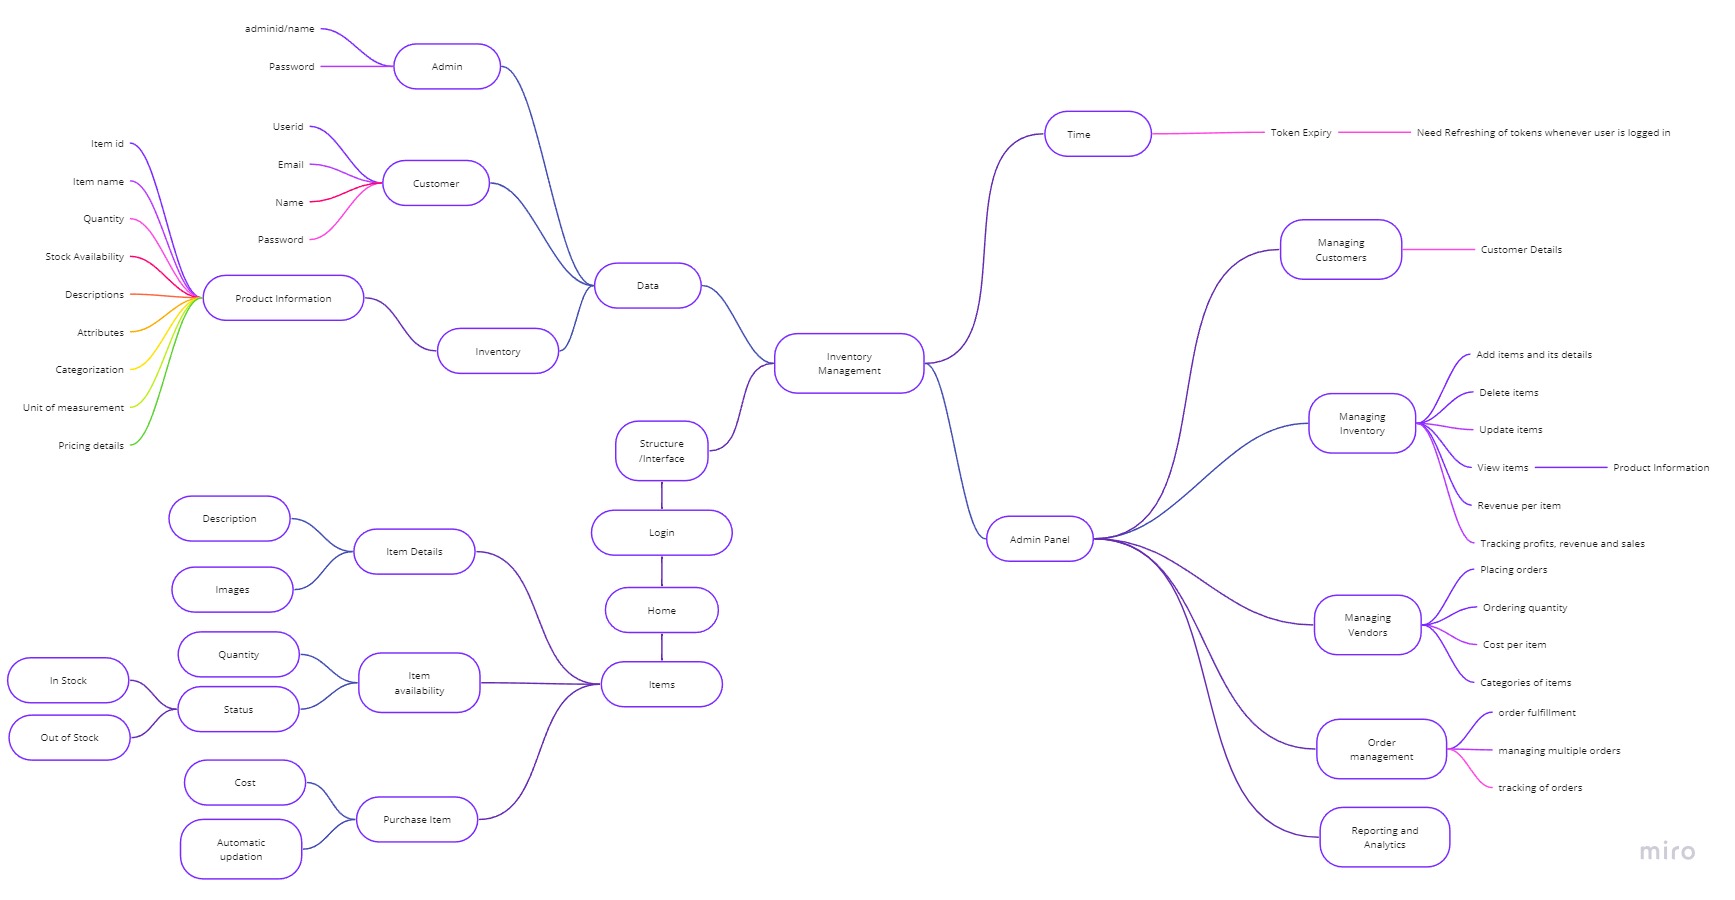 adminid/name
Password
Admin
Userid
Email
Name
Password
Customer
Item id
Item name
Quantity
Stock Availability
Descriptions
Attributes
Categorization
Unit of measurement
Pricing details
Product Information
Inventory
Data
Inventory
Management
Structure
/Interface
Login
Home
Items
Description
Images
Item Details
Quantity
In Stock
Out of Stock
Status
Item
availability
Cost
Automatic
updation
Purchase Item
Time
Token Expiry
Need Refreshing of tokens whenever user is logged in
Admin Panel
Managing
Customers
Customer Details
Managing
Inventory
Add items and its details
Delete items
Update items
View items
Product Information
Revenue per item
Tracking profits, revenue and sales
Managing
Vendors
Placing orders
Ordering quantity
Cost per item
Categories of items
Order
management
order fulfillment
managing multiple orders
tracking of orders
Reporting and
Analytics
miro